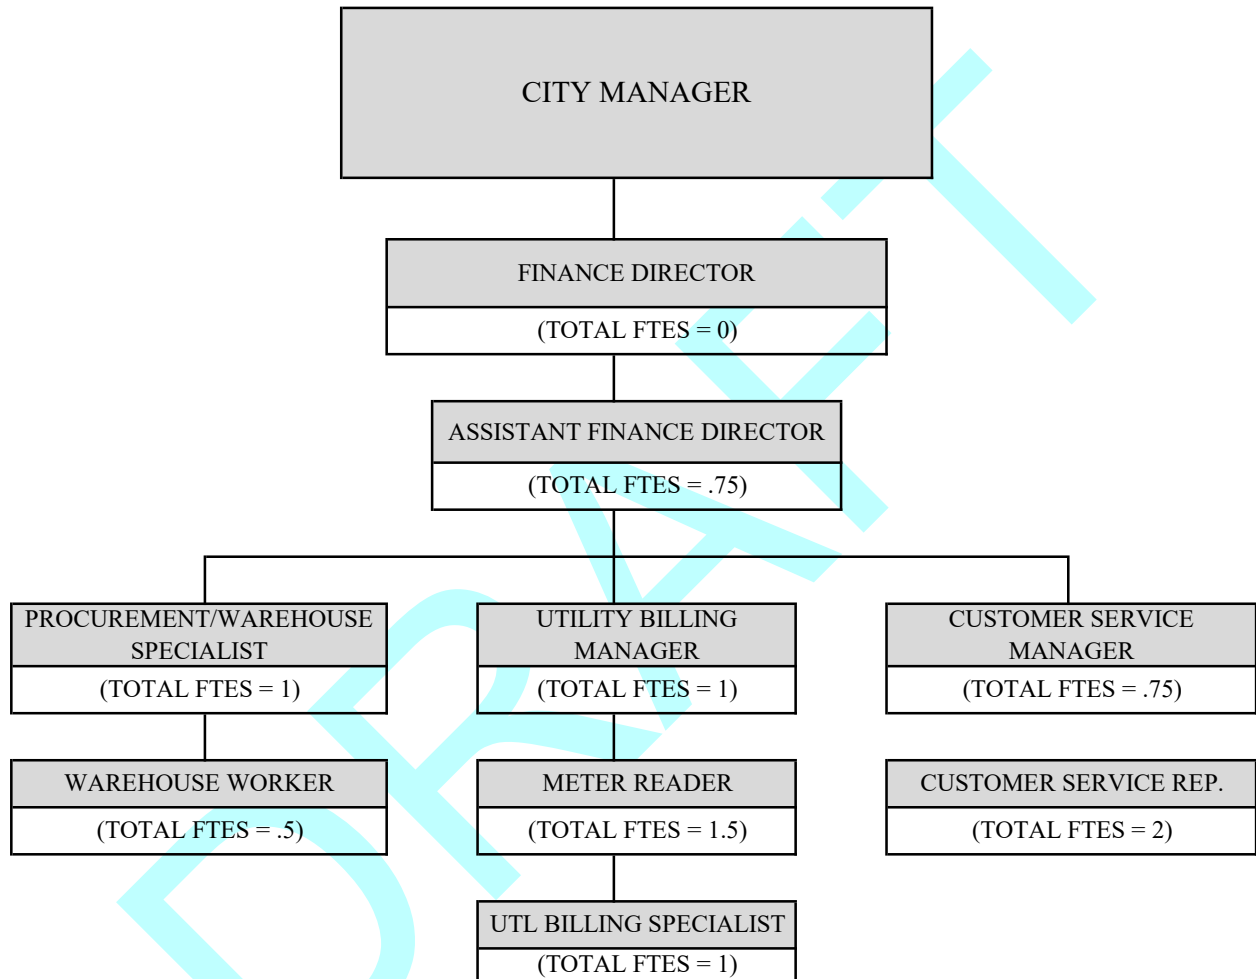 CITY MANAGER
FINANCE DIRECTOR
(TOTAL FTES = 0)
ASSISTANT FINANCE DIRECTOR
(TOTAL FTES = .75)
PROCUREMENT/WAREHOUSE
SPECIALIST
(TOTAL FTES = 1)
UTILITY BILLING
MANAGER
(TOTAL FTES = 1)
CUSTOMER SERVICE
MANAGER
(TOTAL FTES = .75)
WAREHOUSE WORKER
(TOTAL FTES = .5)
METER READER
(TOTAL FTES = 1.5)
CUSTOMER SERVICE REP.
(TOTAL FTES = 2)
UTL BILLING SPECIALIST
(TOTAL FTES = 1)
DRAFT